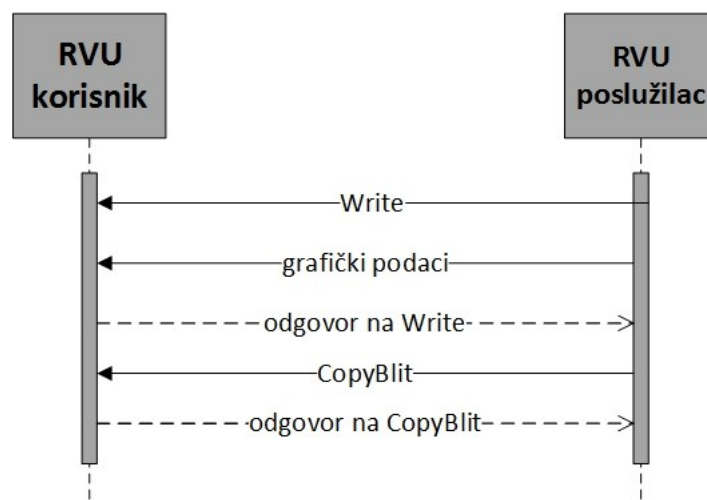 RVU
korisnik
RVU
poslužilac
Write
grafički podaci
odgovor na Write
CopyBlit
odgovor na CopyBlit